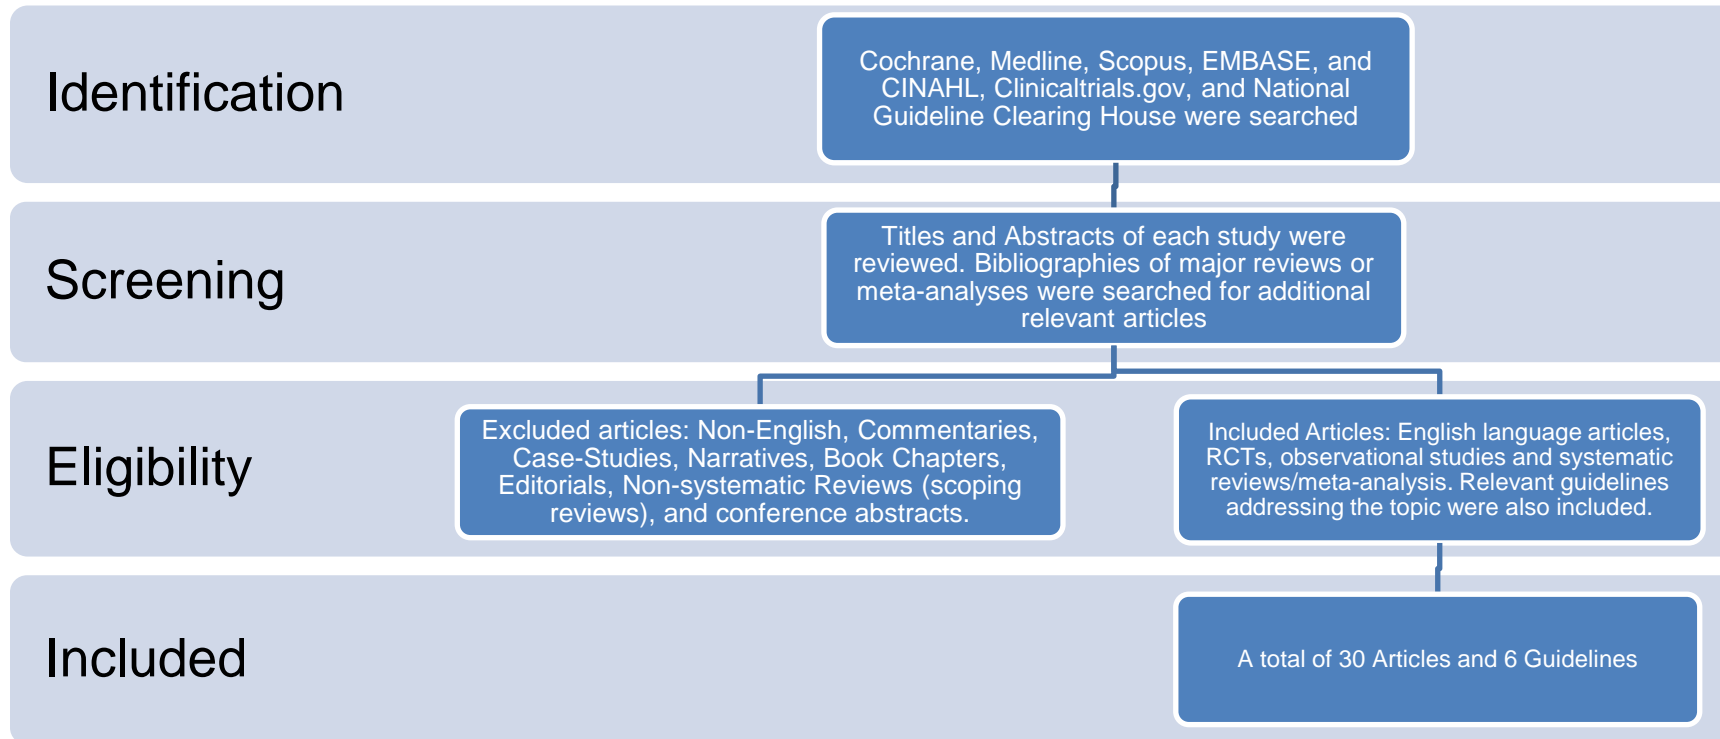 Identification
Cochrane, Medline, Scopus, EMBASE, and
CINAHL, Clinicaltrials.gov, and National
Guideline Clearing House were searched
Screening
Titles and Abstracts of each study were
reviewed. Bibliographies of major reviews or
meta-analyses were searched for additional
relevant articles
Eligibility
Excluded articles: Non-English, Commentaries,
Case-Studies, Narratives, Book Chapters,
Editorials, Non-systematic Reviews (scoping
reviews), and conference abstracts.
Included Articles: English language articles,
RCTs, observational studies and systematic
reviews/meta-analysis. Relevant guidelines
addressing the topic were also included.
Included
A total of 30 Articles and 6 Guidelines